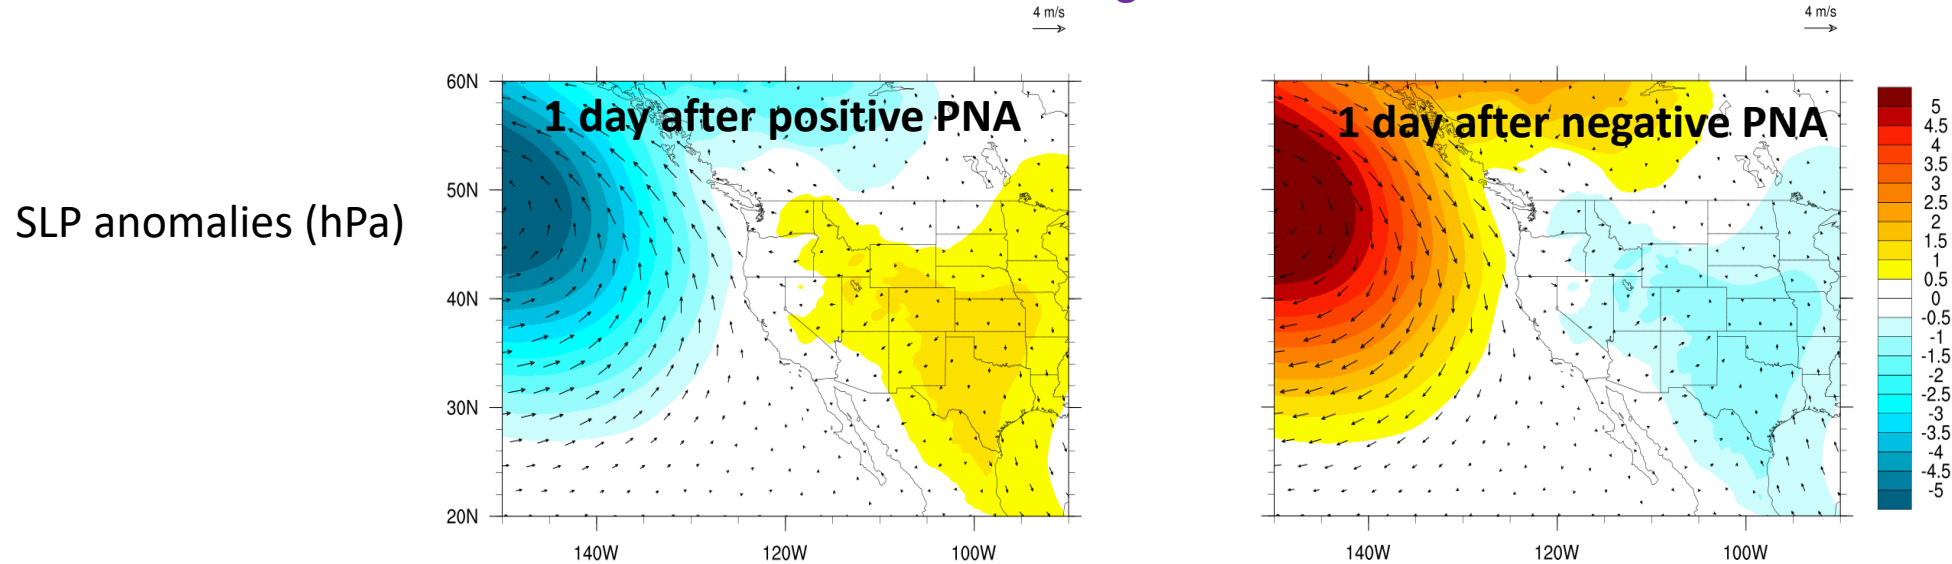 4 m/s
4 m/s
1 day after positive PNA
1 day after negative PNA
SLP anomalies (hPa)
60N
50N
40N
30N
20N
140W
120W
100W
140W
120W
100W
5
4.5
4
3.5
3
2.5
2
1.5
1
0.5
0
-0.5
-1
-1.5
-2
-2.5
-3
-3.5
-4
-4.5
-5